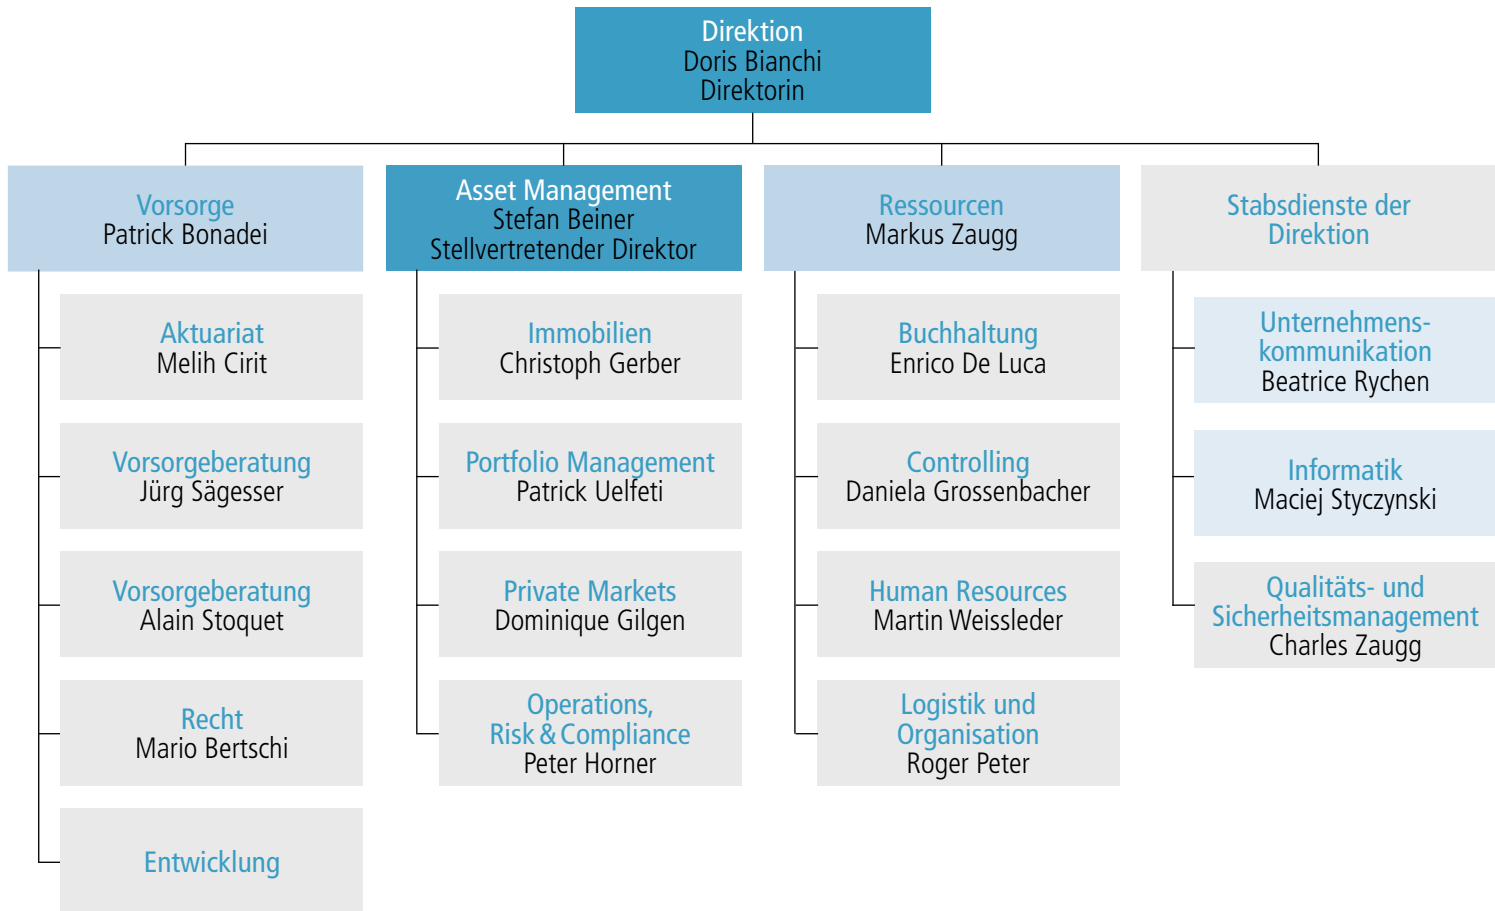 Direktion
Doris Bianchi
Direktorin
Vorsorge
Patrick Bonadei
Aktuariat
Melih Cirit
Vorsorgeberatung
Jürg Sägesser
Vorsorgeberatung
Alain Stoquet
Recht
Mario Bertschi
Entwicklung
Asset Management
Stefan Beiner
Stellvertretender Direktor
Immobilien
Christoph Gerber
Portfolio Management
Patrick Uelfeti
Private Markets
Dominique Gilgen
Operations,
Risk & Compliance
Peter Horner
Ressourcen
Markus Zaugg
Buchhaltung
Enrico De Luca
Controlling
Daniela Grossenbacher
Human Resources
Martin Weissleder
Logistik und
Organisation
Roger Peter
Stabsdienste der
Direktion
Unternehmens-
kommunikation
Beatrice Rychen
Informatik
Maciej Styczynski
Qualitäts- und
Sicherheitsmanagement
Charles Zaugg